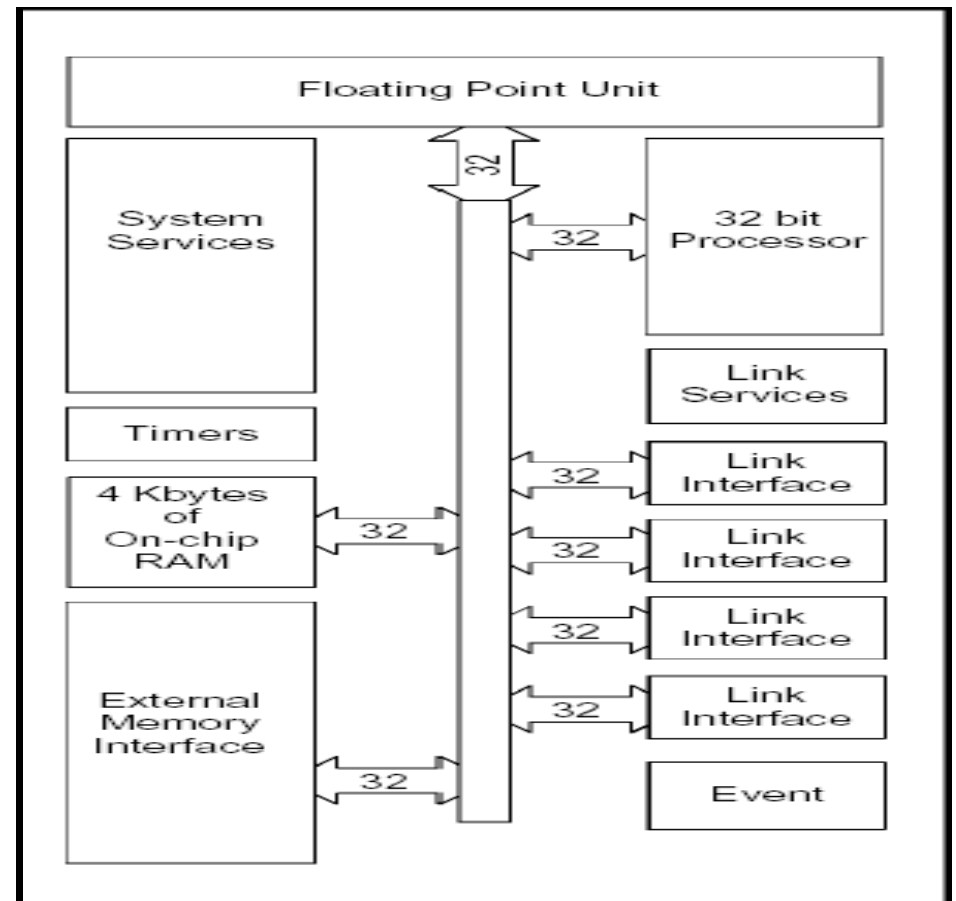 Floating Point Unit
32
System
Services
32
32 bit
Processor
Link
Services
Timers
32
Link
Interface
4 Kbytes
of
On-chip
RAM
32
32
Link
Interface
32
Link
Interface
External
Memory
Interface
32
32
Link
Interface
Event